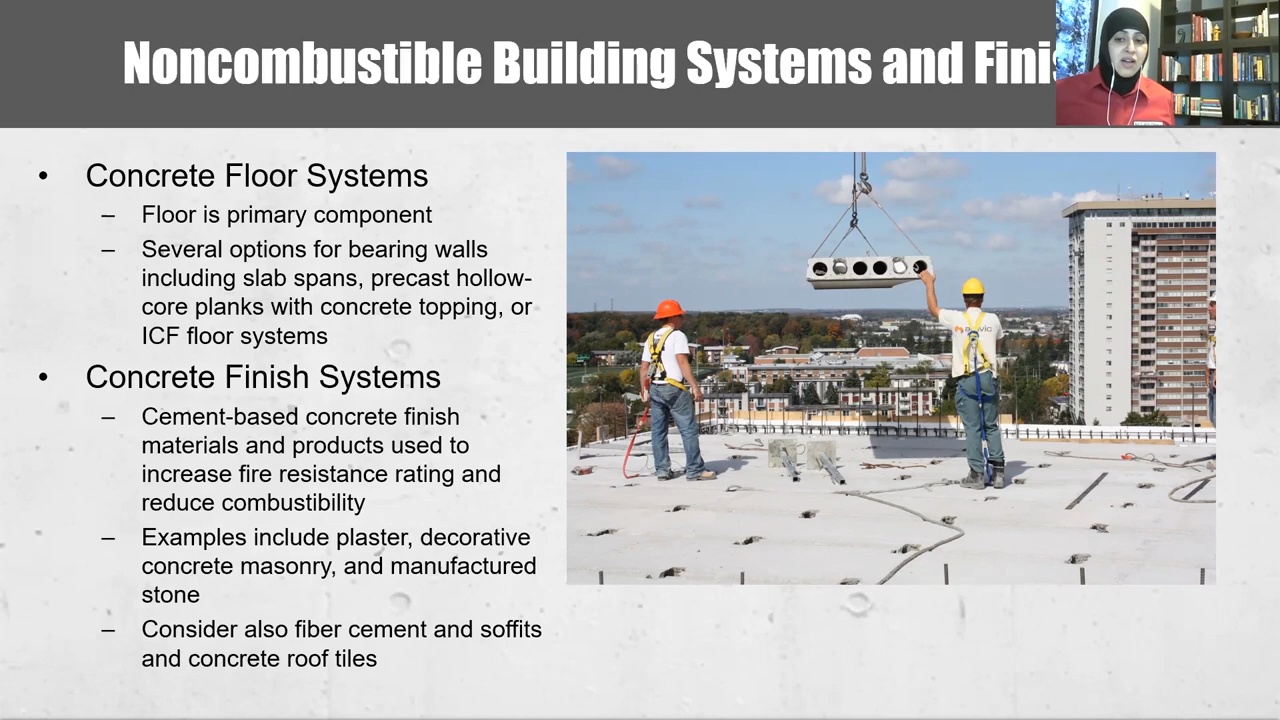 Noncombustible Building Systems and Fini
• Concrete Floor Systems
– Floor is primary component
– Several options for bearing walls
including slab spans, precast hollow-
core planks with concrete topping, or
ICF floor systems
• Concrete Finish Systems
– Cement-based concrete finish
materials and products used to
increase fire resistance rating and
reduce combustibility
– Examples include plaster, decorative
concrete masonry, and manufactured
stone
– Consider also fiber cement and soffits
and concrete roof tiles